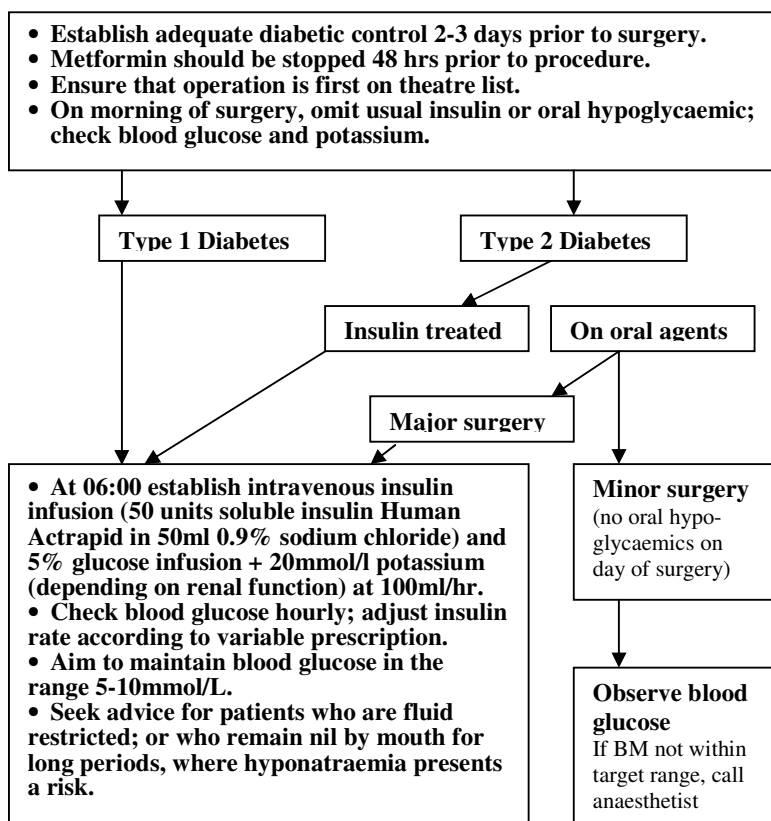 • Establish adequate diabetic control 2-3 days prior to surgery.
• Metformin should be stopped 48 hrs prior to procedure.
• Ensure that operation is first on theatre list.
• On morning of surgery, omit usual insulin or oral hypoglycaemic;
check blood glucose and potassium.
Type 1 Diabetes
Type 2 Diabetes
Insulin treated
On oral agents
Major surgery
• At 06:00 establish intravenous insulin
infusion (50 units soluble insulin Human
Actrapid in 50ml 0.9% sodium chloride) and
5% glucose infusion + 20mmol/l potassium
(depending on renal function) at 100ml/hr.
• Check blood glucose hourly; adjust insulin
rate according to variable prescription.
• Aim to maintain blood glucose in the
range 5-10mmol/L.
• Seek advice for patients who are fluid
restricted; or who remain nil by mouth for
long periods, where hyponatraemia presents
a risk.
Minor surgery
(no oral hypo-
glycaemics on
day of surgery)
Observe blood
glucose
If BM not within
target range, call
anaesthetist